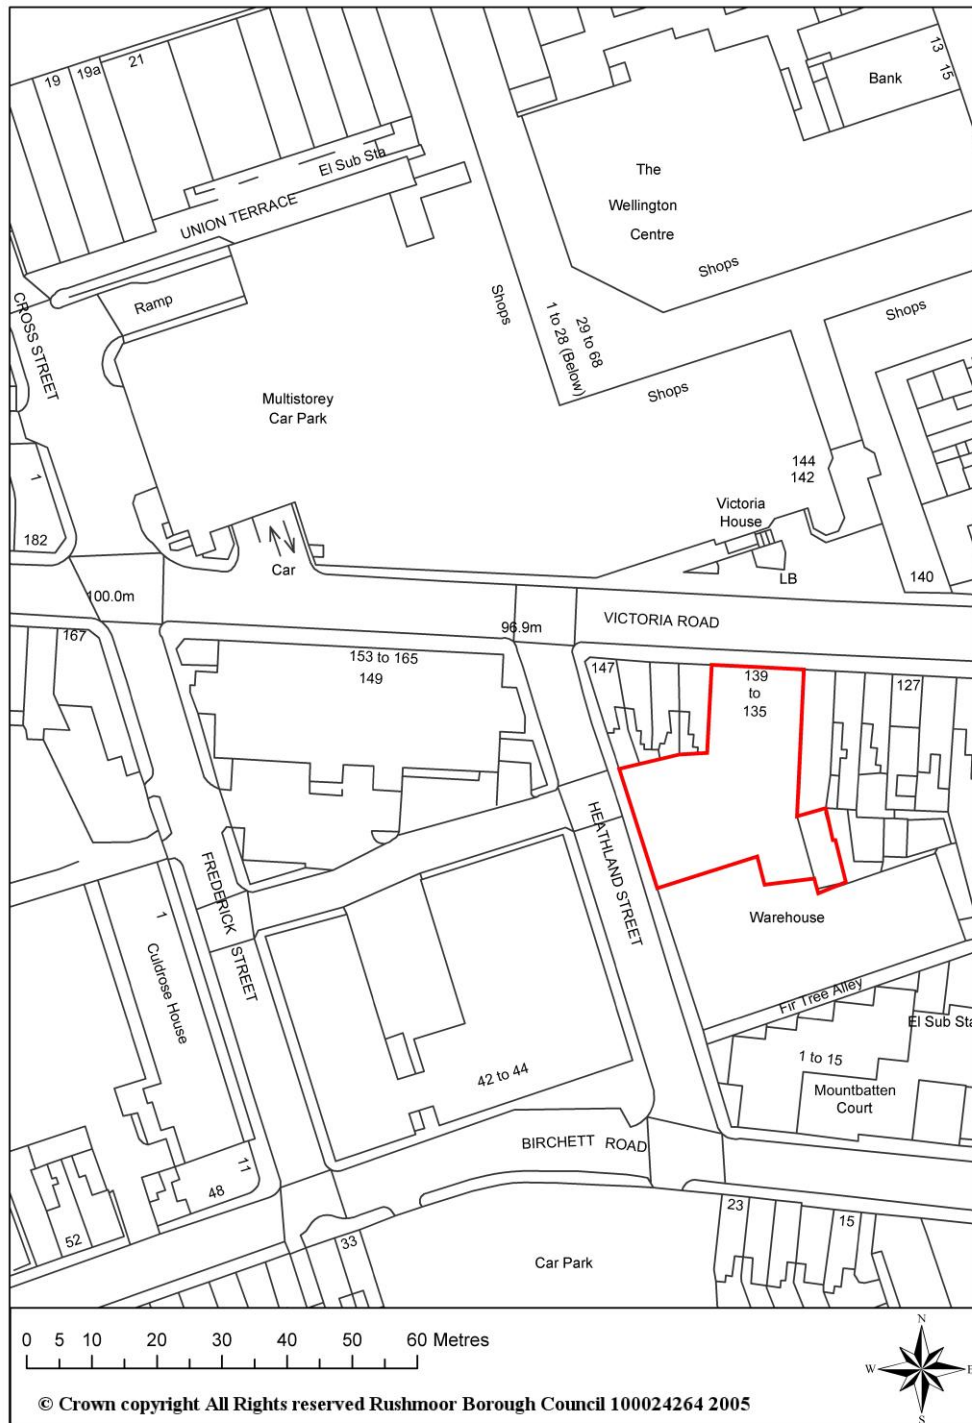 19
19a
21
13
15
Bank
El Sub Sta
The
Wellington
Centre
UNION TERRACE
Shops
Ramp
CROSS STREET
Shops
1 to 28 (Below)
29 to 68
Shops
Shops
Multistorey
Car Park
144
142
1
Victoria
House
182
Car
LB
140
100.0m
96.9m
VICTORIA ROAD
167
153 to 165
149
147
139
to
135
127
HEATHLAND STREET
FREDERICK STREET
1
Culdrose House
Warehouse
Fir Tree Alley
El Sub Sta
1 to 15
Mountbatten
Court
42 to 44
BIRCHETT ROAD
11
48
52
33
23
15
Car Park
0 5 10 20 30 40 50 60 Metres
N
W E
S
© Crown copyright All Rights reserved Rushmoor Borough Council 100024264 2005